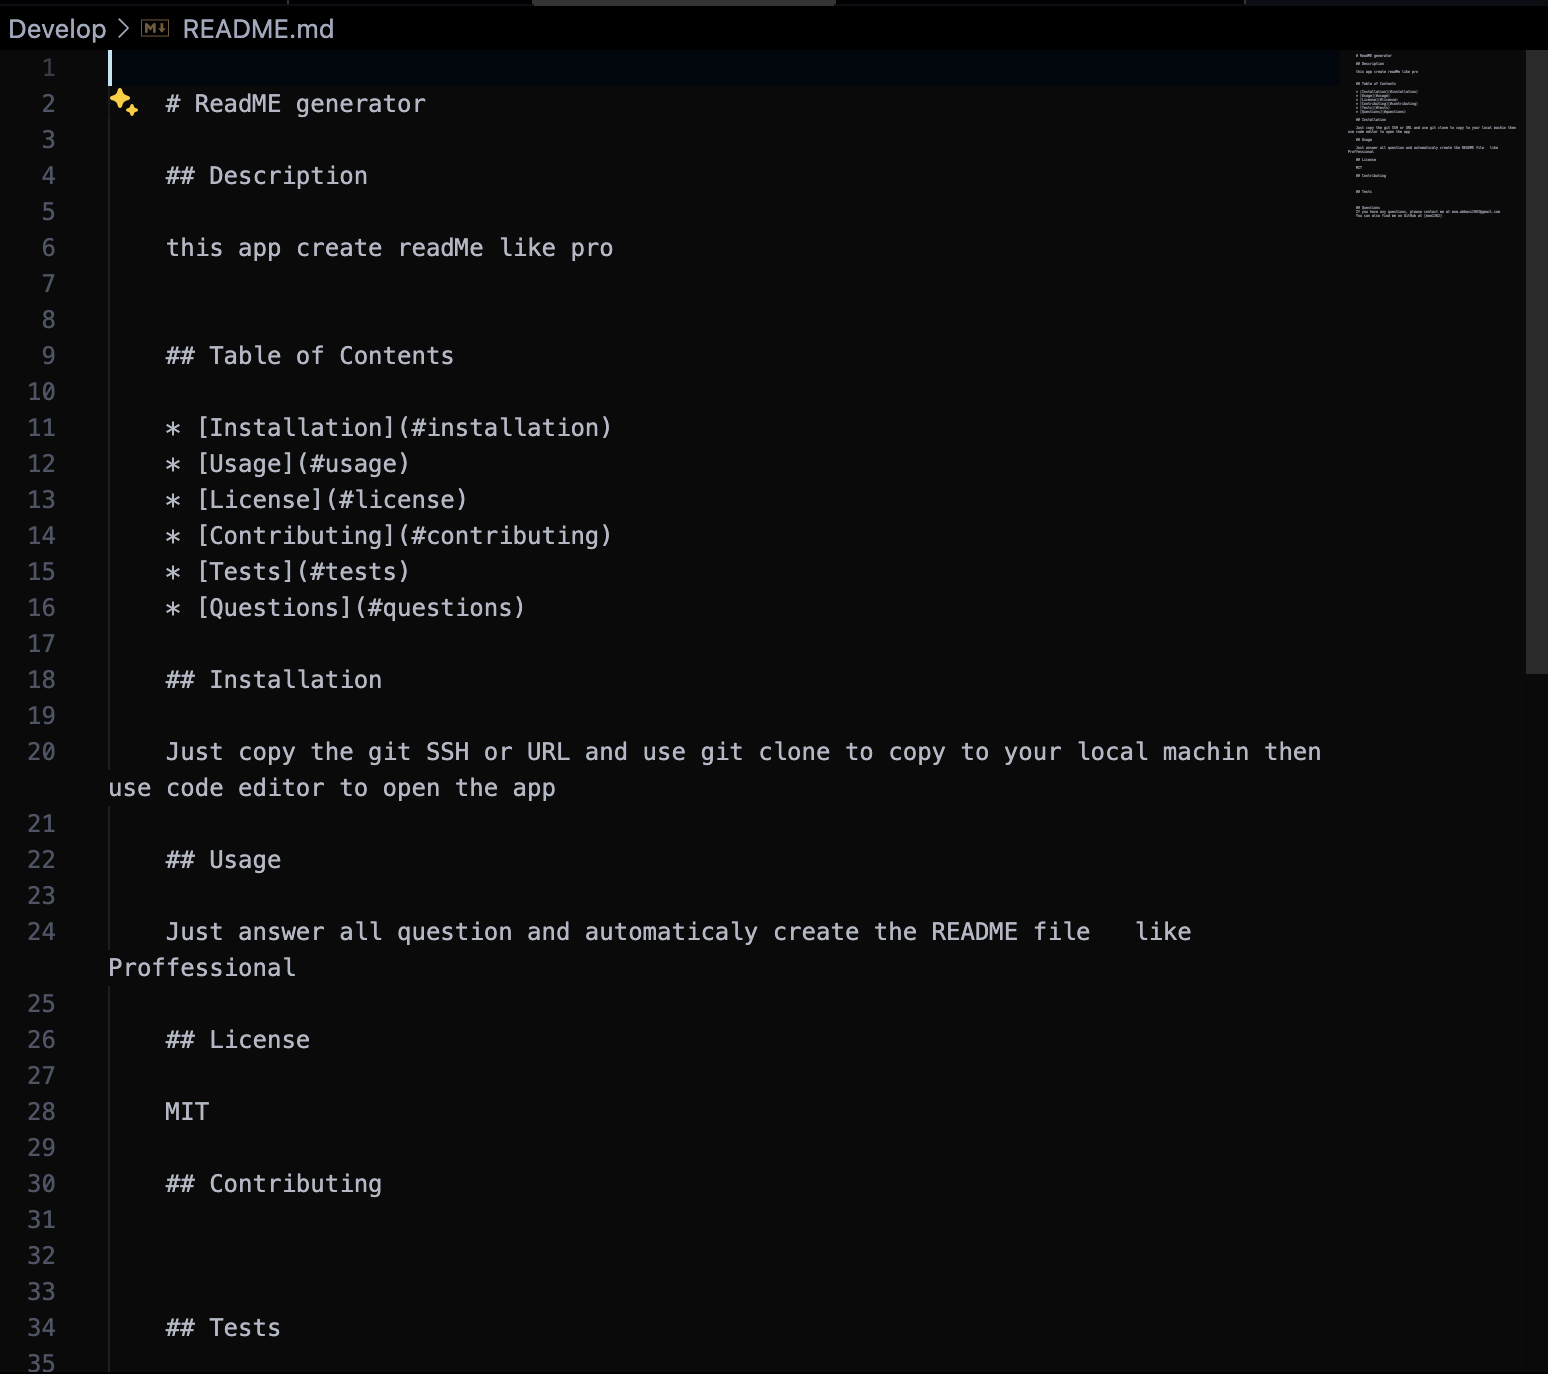 Develop > README.md
1
2 # ReadME generator
3
4 ## Description
5
6 this app create readMe like pro
7
8
9 ## Table of Contents
10
11 * [Installation](#installation)
12 * [Usage](#usage)
13 * [License](#license)
14 * [Contributing](#contributing)
15 * [Tests](#tests)
16 * [Questions](#questions)
17
18 ## Installation
19
20 Just copy the git SSH or URL and use git clone to copy to your local machin then
use code editor to open the app
21
22 ## Usage
23
24 Just answer all question and automaticaly create the README file   like
Proffessional
25
26 ## License
27
28 MIT
29
30 ## Contributing
31
32
33
34 ## Tests
35